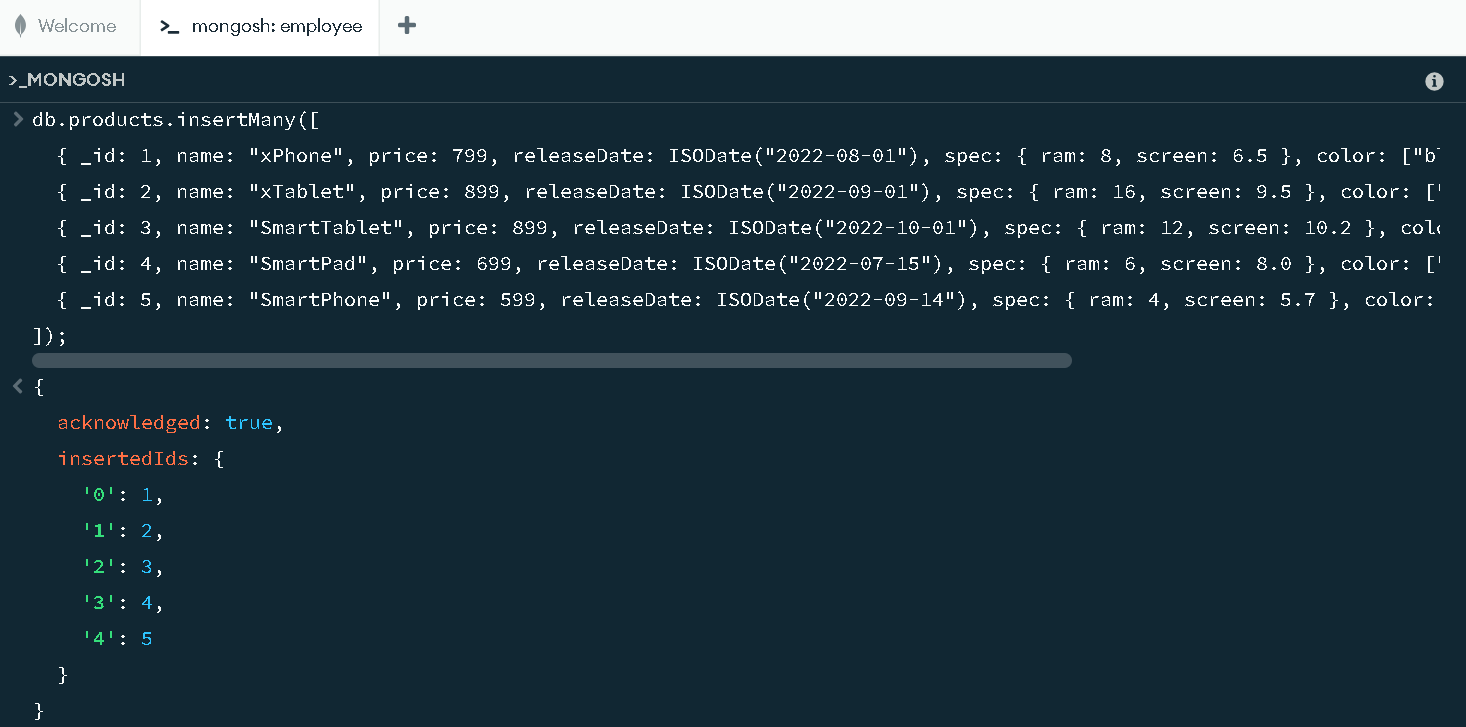 Welcome
>_ mongosh: employee
+
>_MONGOSH
db.products.insertMany([
{ _id: 1, name: "xPhone", price: 799, releaseDate: ISODate("2022-08-01"), spec: { ram: 8, screen: 6.5 }, color: ["b
{ _id: 2, name: "xTablet", price: 899, releaseDate: ISODate("2022-09-01"), spec: { ram: 16, screen: 9.5 }, color: ["
{ _id: 3, name: "SmartTablet", price: 899, releaseDate: ISODate("2022-10-01"), spec: { ram: 12, screen: 10.2 }, colo
{ _id: 4, name: "SmartPad", price: 699, releaseDate: ISODate("2022-07-15"), spec: { ram: 6, screen: 8.0 }, color: ["
{ _id: 5, name: "SmartPhone", price: 599, releaseDate: ISODate("2022-09-14"), spec: { ram: 4, screen: 5.7 }, color:
]);
{
acknowledged: true,
insertedIds: {
'0': 1,
'1': 2,
'2': 3,
'3': 4,
'4': 5
}
}